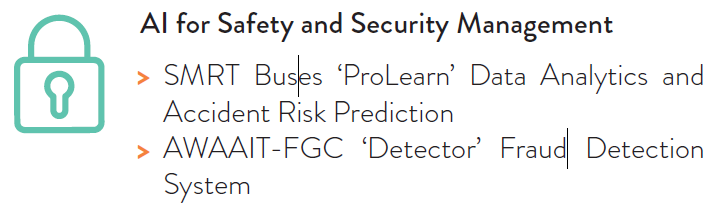 AI for Safety and Security Management
> SMRT Buses ‘ProLearn’ Data Analytics and
Accident Risk Prediction
> AWAAIT-FGC ‘Detector’ Fraud Detection
System